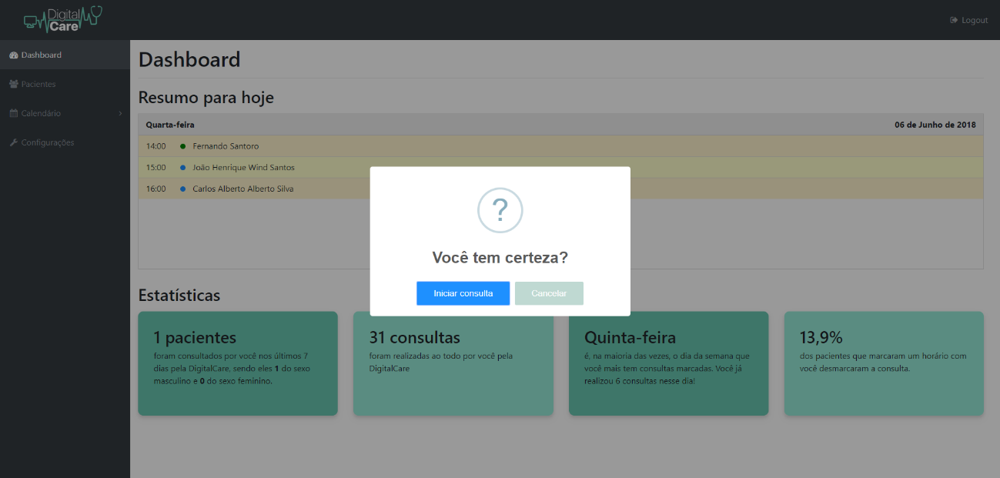 Digital
Care
Logout
Dashboard
Pacientes
Calendário
Configurações
Dashboard
Resumo para hoje
Quarta-feira 06 de Junho de 2018
14:00 Fernando Santoro
15:00 João Henrique Wind Santos
16:00 Carlos Alberto Alberto Silva
?
Você tem certeza?
Iniciar consulta Cancelar
Estatísticas
1 pacientes
foram consultados por você nos últimos 7
dias pela DigitalCare, sendo eles 1 do sexo
masculino e 0 do sexo feminino.
31 consultas
foram realizadas ao todo por você pela
DigitalCare
Quinta-feira
é, na maioria das vezes, o dia da semana que
você mais tem consultas marcadas. Você já
realizou 6 consultas nesse dia!
13,9%
dos pacientes que marcaram um horário com
você desmarcaram a consulta.